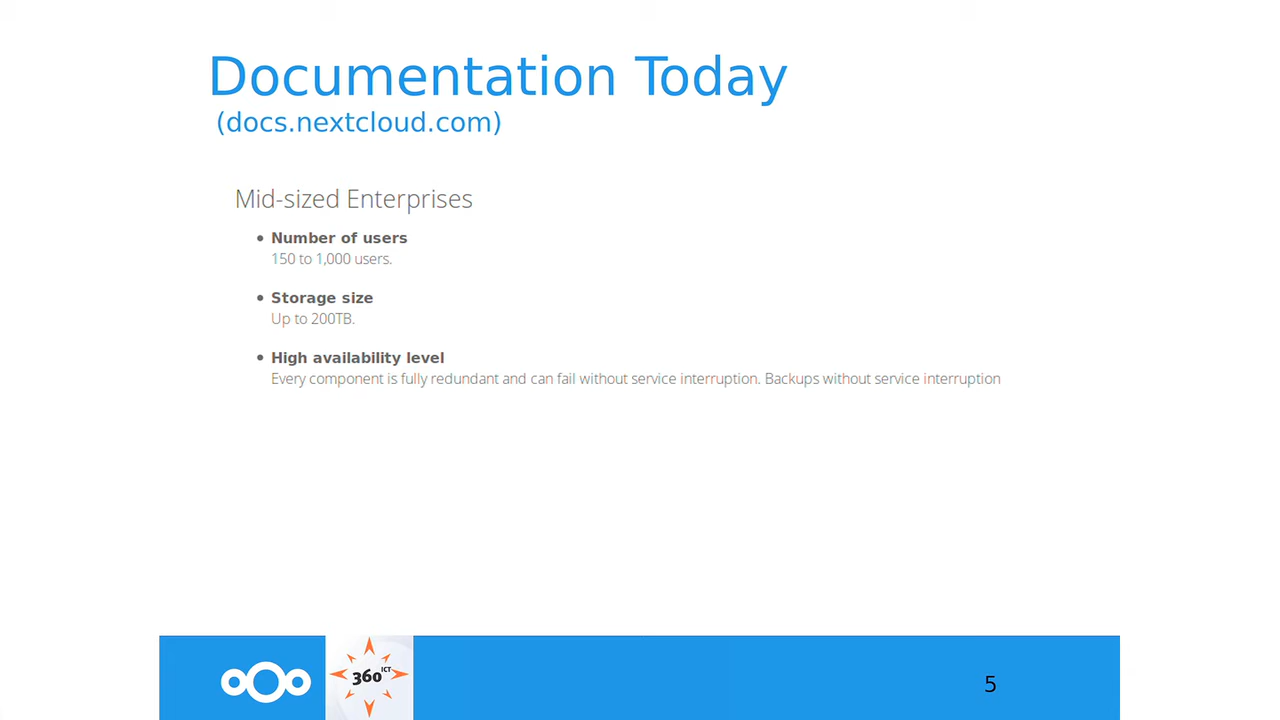 Documentation Today
(docs.nextcloud.com)
Mid-sized Enterprises
• Number of users
150 to 1,000 users.
• Storage size
Up to 200TB.
• High availability level
Every component is fully redundant and can fail without service interruption. Backups without service interruption
360 ICT
5